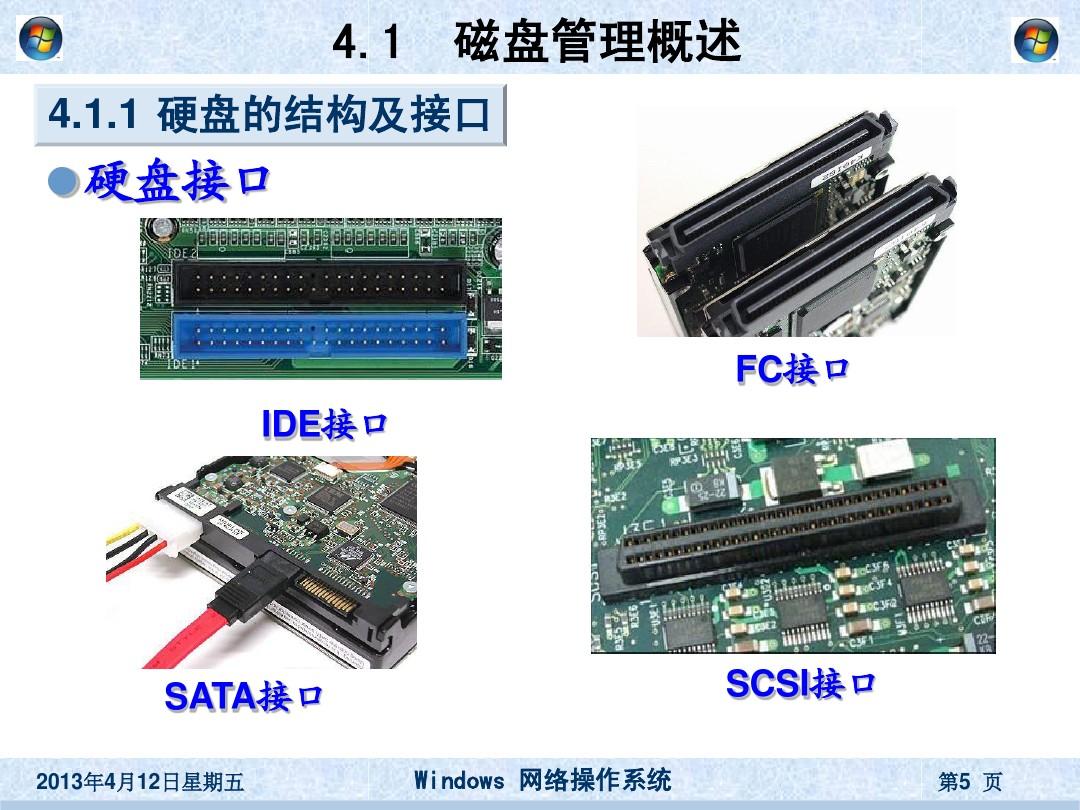 4.1 磁盘管理概述
4.1.1 硬盘的结构及接口
●硬盘接口
IDE2
IDE1
IDE接口
FC接口
SATA接口
SCSI接口
2013年4月12日星期五
Windows 网络操作系统
第5 页